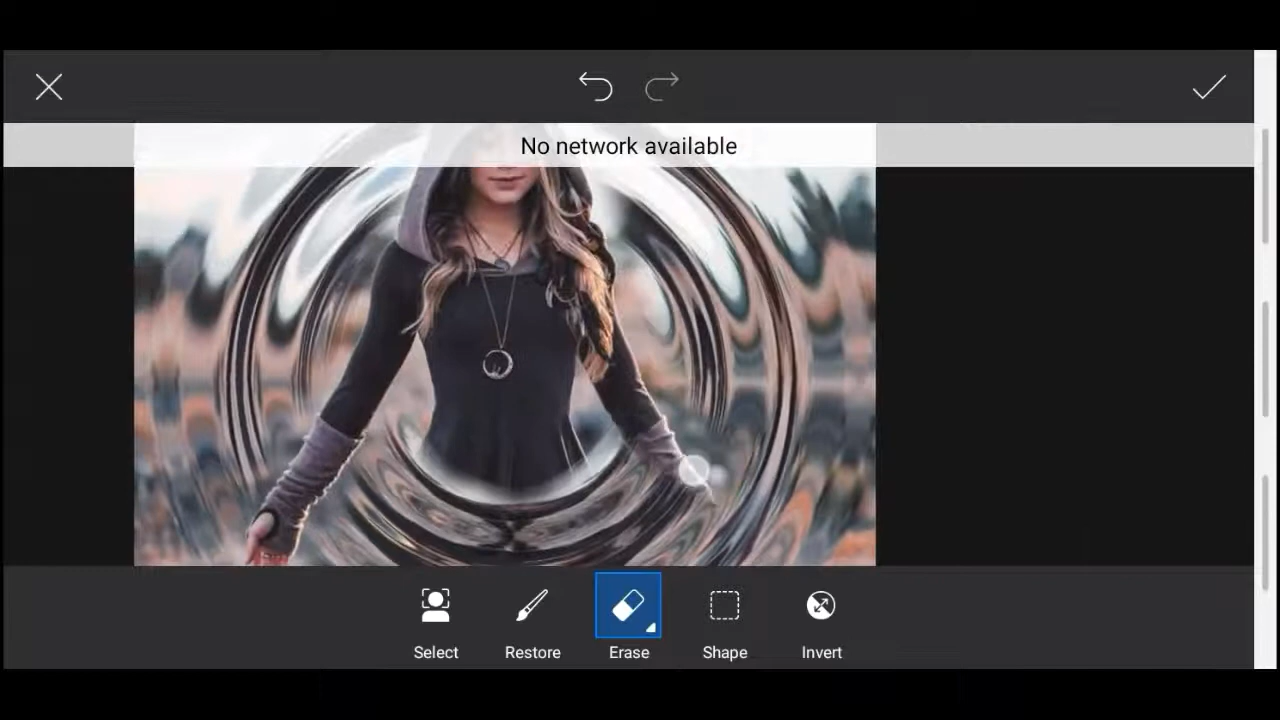 No network available
Select
Restore
Erase
Shape
Invert